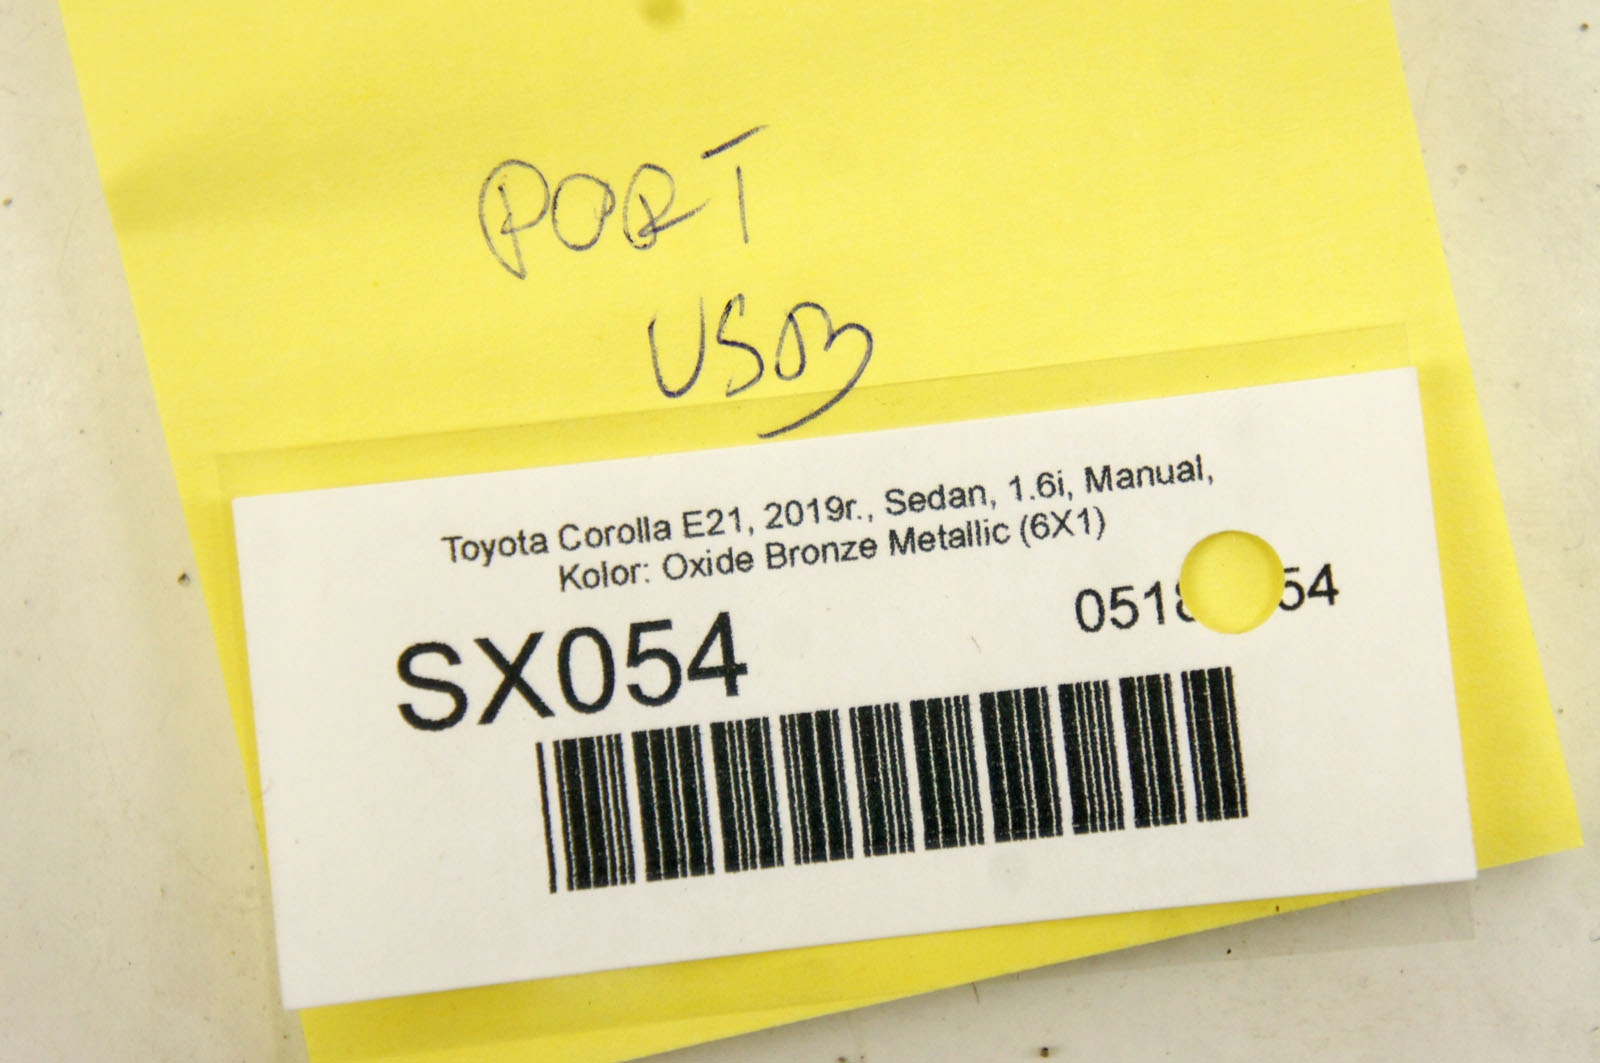 PORT
USB
Toyota Corolla E21, 2019r., Sedan, 1.6i, Manual,
Kolor: Oxide Bronze Metallic (6X1)
SX054